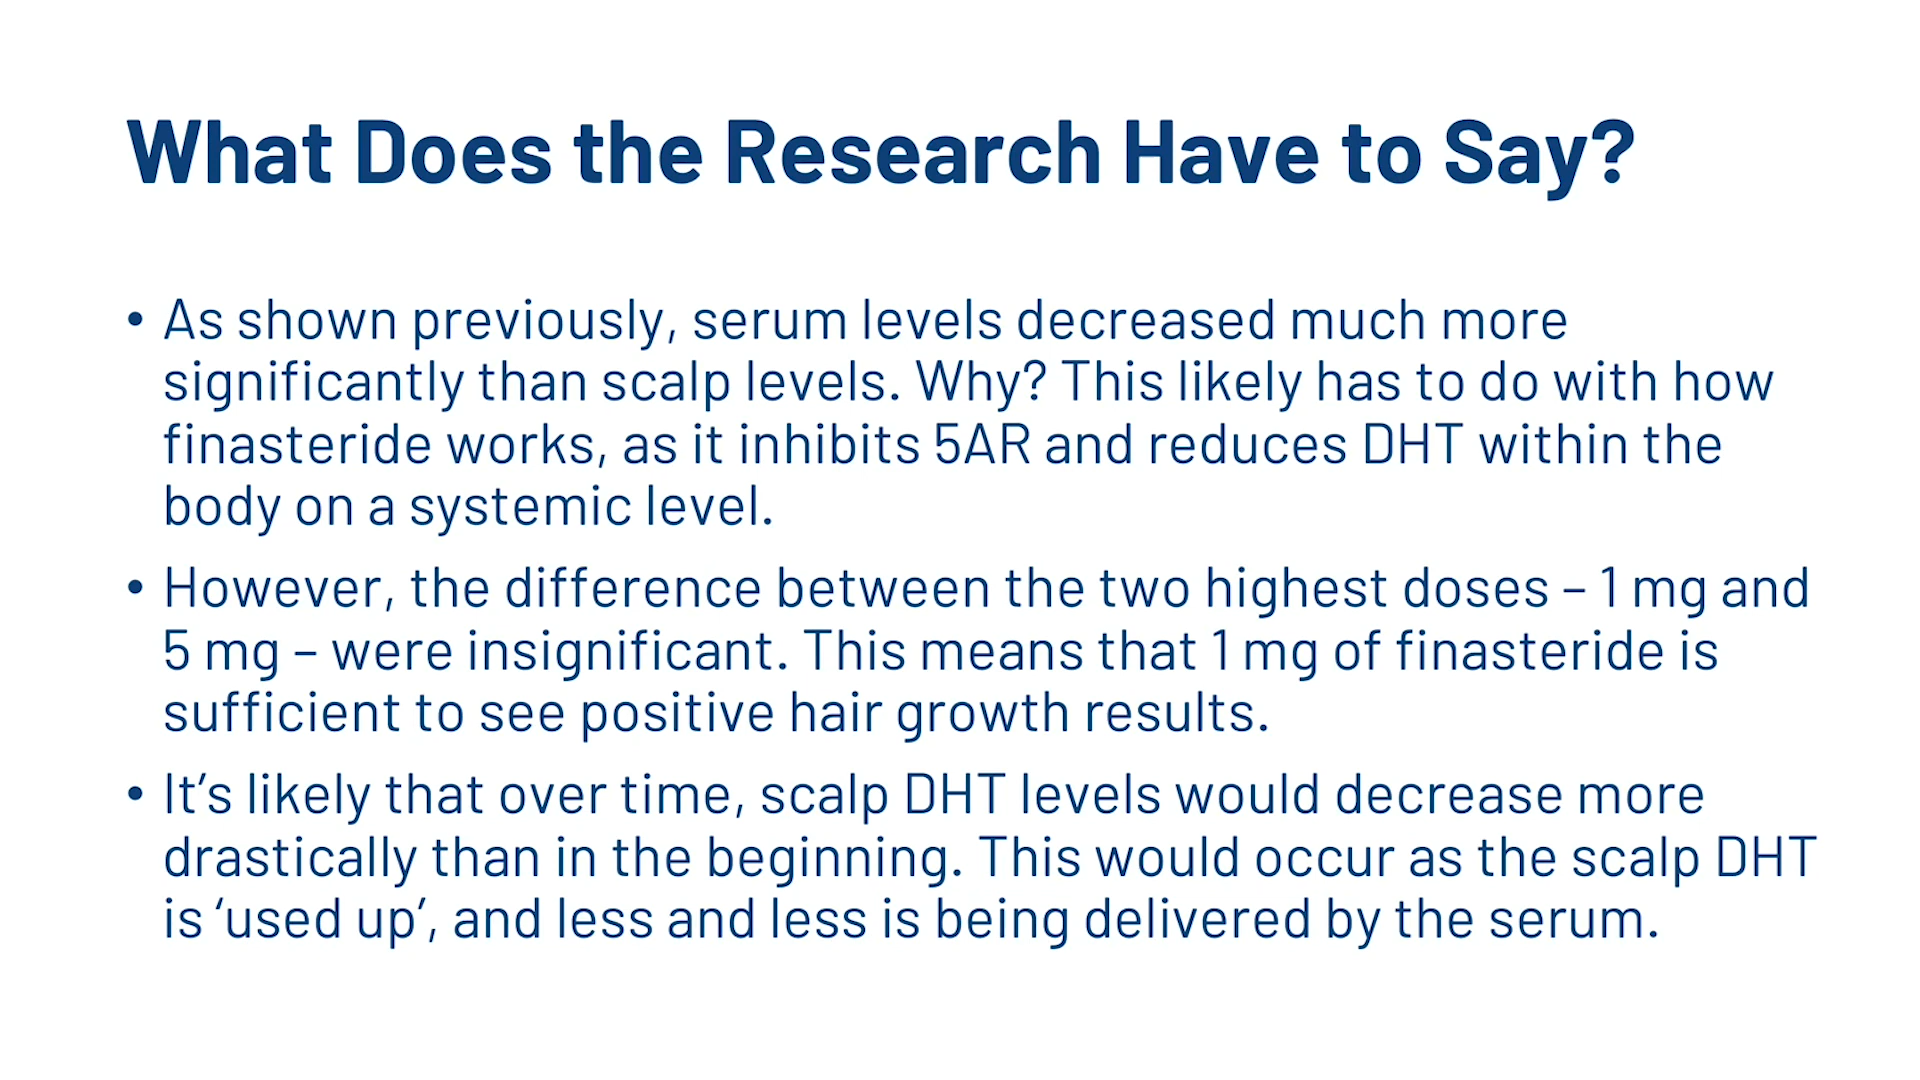 What Does the Research Have to Say?
• As shown previously, serum levels decreased much more
significantly than scalp levels. Why? This likely has to do with how
finasteride works, as it inhibits 5AR and reduces DHT within the
body on a systemic level.
• However, the difference between the two highest doses – 1 mg and
5 mg – were insignificant. This means that 1 mg of finasteride is
sufficient to see positive hair growth results.
• It’s likely that over time, scalp DHT levels would decrease more
drastically than in the beginning. This would occur as the scalp DHT
is ‘used up’, and less and less is being delivered by the serum.